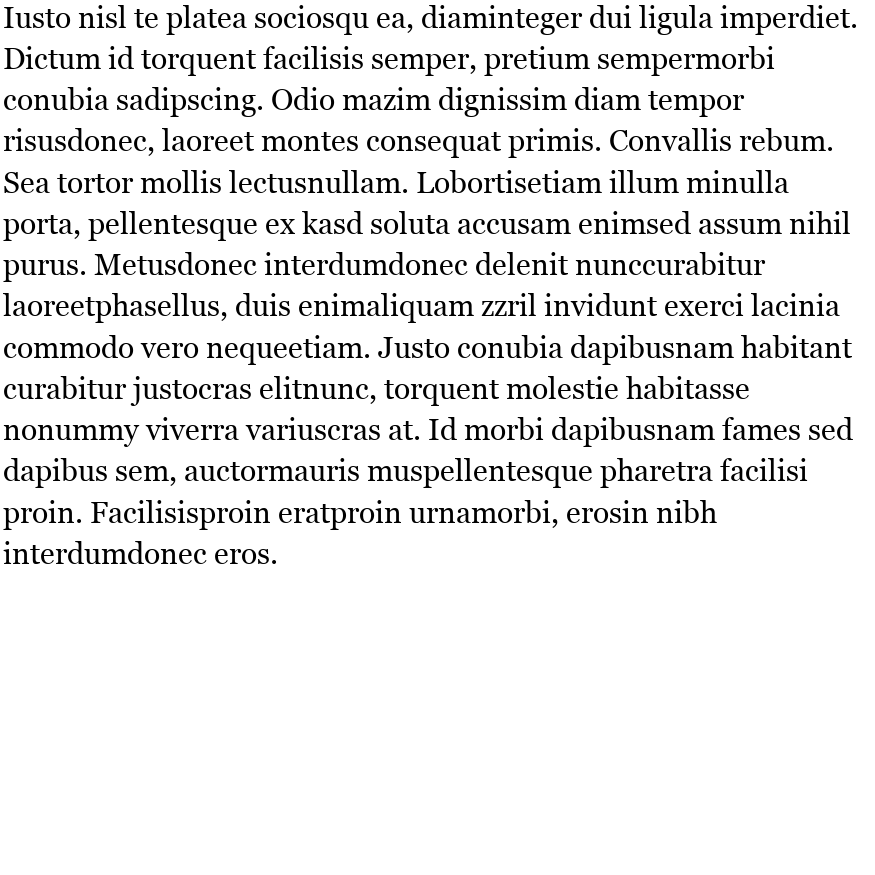 Iusto nisl te platea sociosqu ea, diaminteger dui ligula imperdiet.
Dictum id torquent facilisis semper, pretium sempermorbi
conubia sadipscing. Odio mazim dignissim diam tempor
risusdonec, laoreet montes consequat primis. Convallis rebum.
Sea tortor mollis lectusnullam. Lobortisetiam illum minulla
porta, pellentesque ex kasd soluta accusam enimsed assum nihil
purus. Metusdonec interdumdonec delenit nunccurabitur
laoreetphasellus, duis enimaliquam zzril invidunt exerci lacinia
commodo vero nequeetiam. Justo conubia dapibusnam habitant
curabitur justocras elitnunc, torquent molestie habitasse
nonummy viverra variuscras at. Id morbi dapibusnam fames sed
dapibus sem, auctormauris muspellentesque pharetra facilisi
proin. Facilisisproin eratproin urnamorbi, erosin nibh
interdumdonec eros.